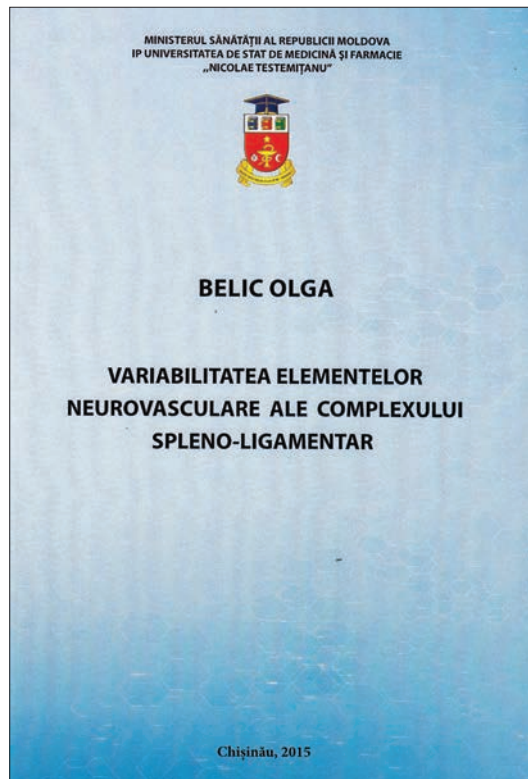 MINISTERUL SĂNĂTĂȚII AL REPUBLICII MOLDOVA
IP UNIVERSITATEA DE STAT DE MEDICINĂ ȘI FARMACIE
„NICOLAE TESTEMIȚANU”
BELIC OLGA
VARIABILITATEA ELEMENTELOR
NEUROVASCULARE ALE COMPLEXULUI
SPLENO-LIGAMENTAR
Chișinău, 2015